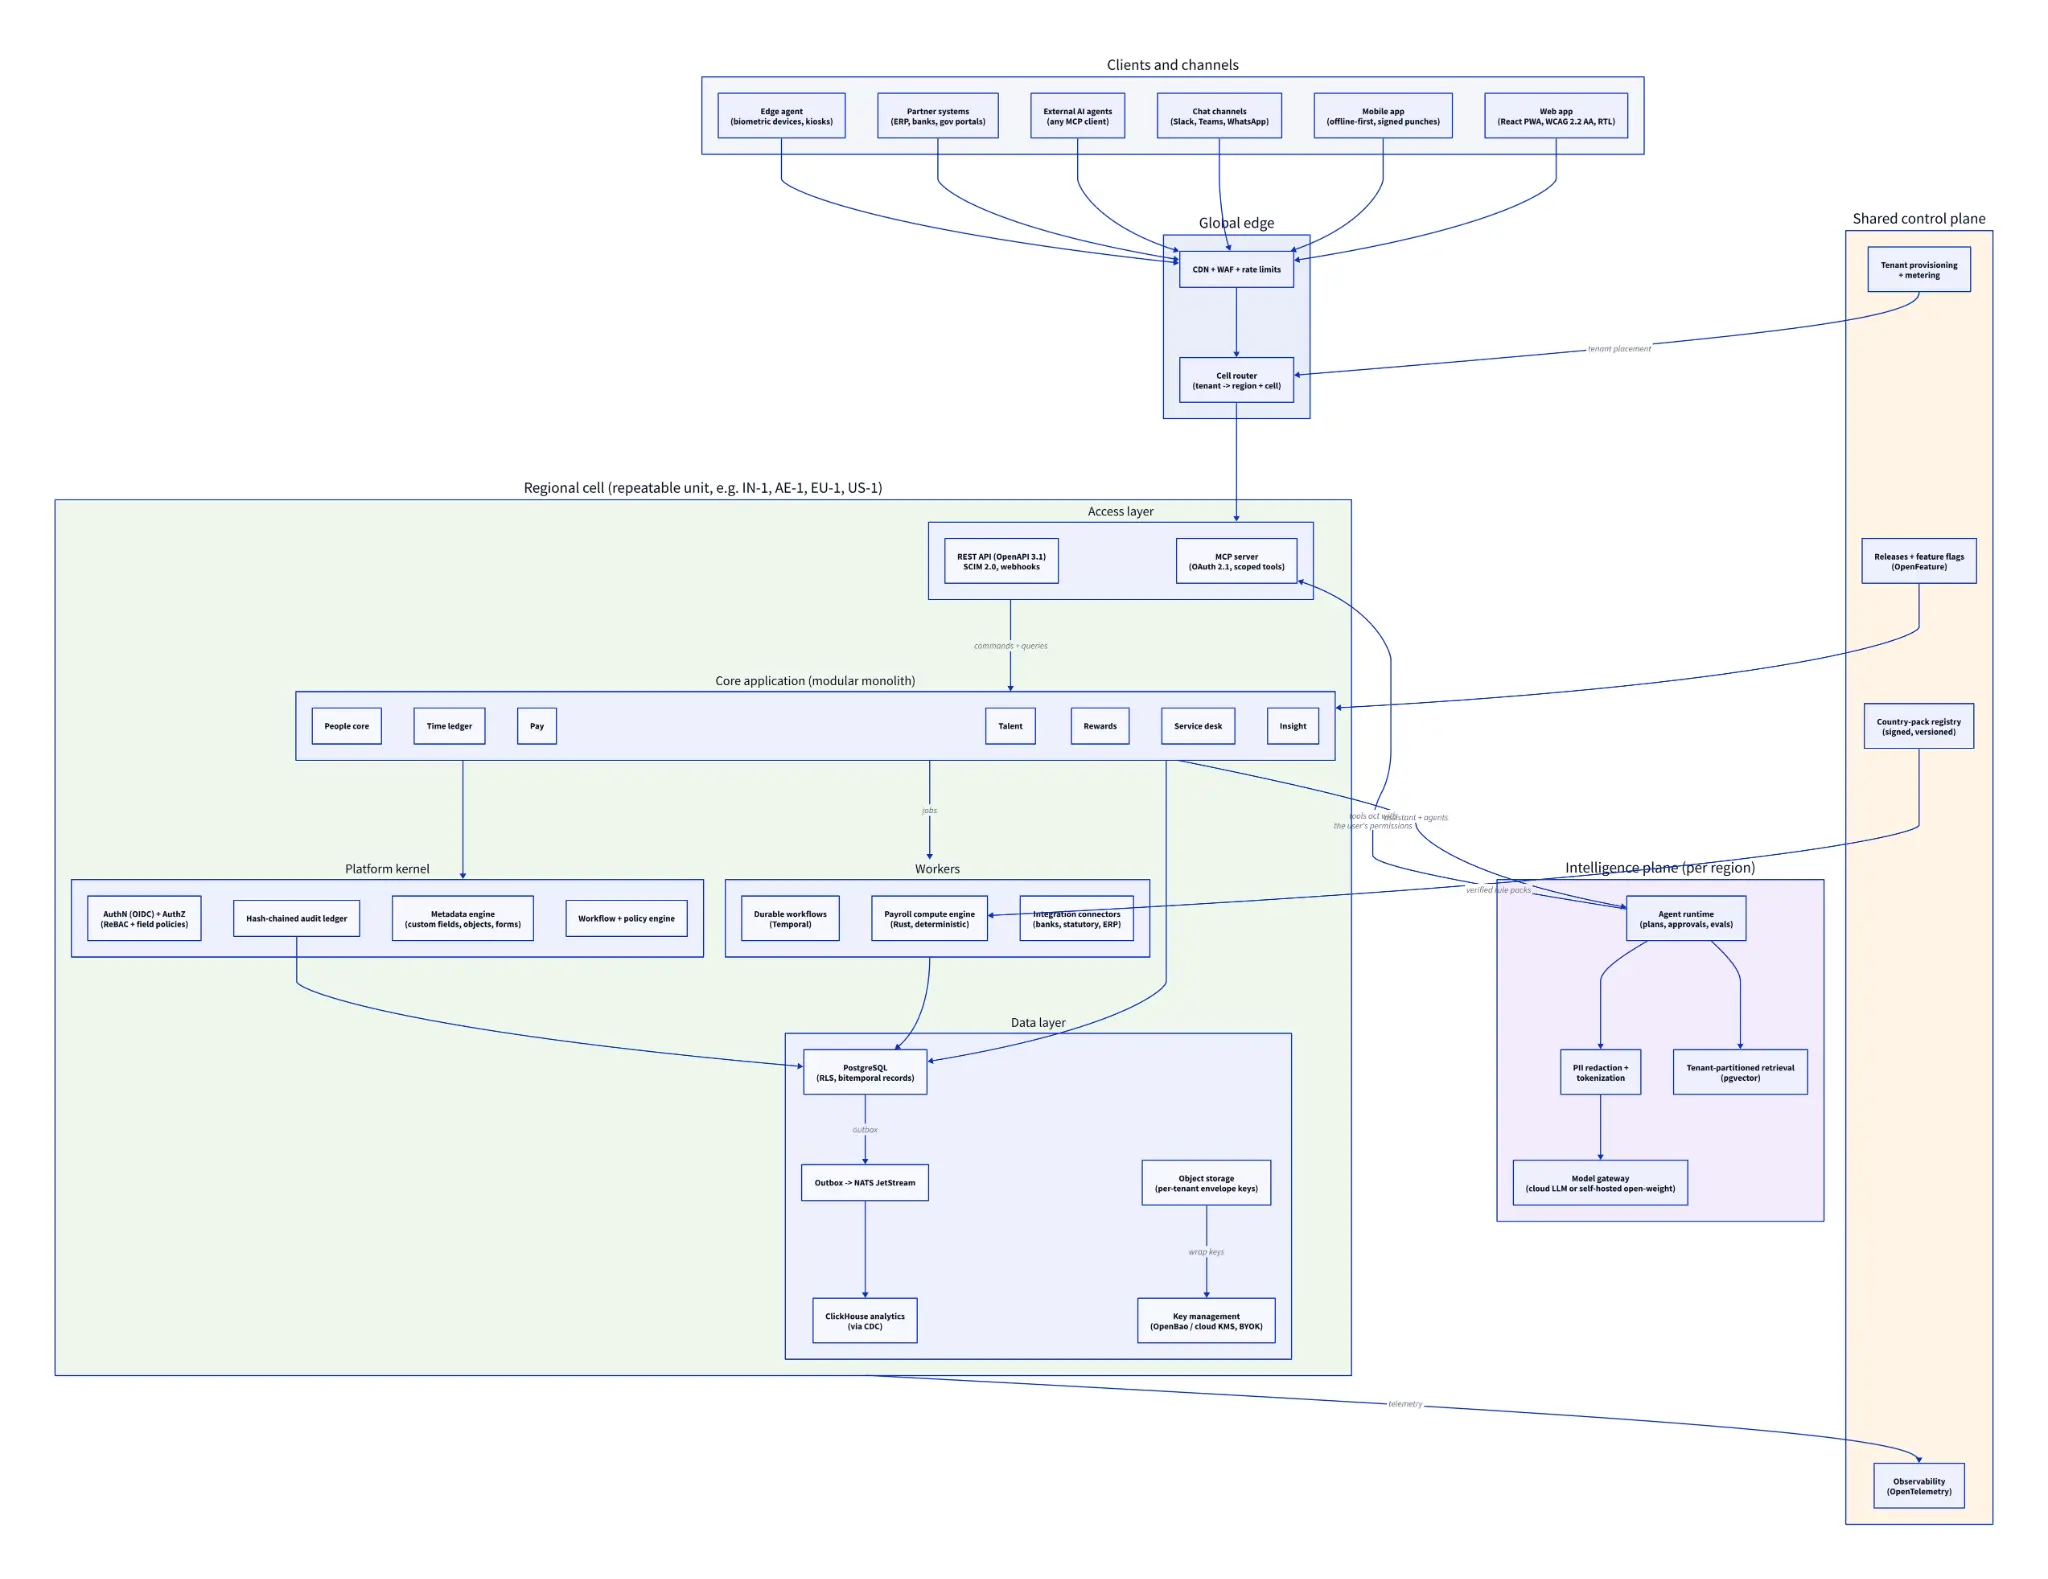 Clients and channels
Edge agent
(biometric devices, kiosks)
Partner systems
(ERP, banks, gov portals)
External AI agents
(any MCP client)
Chat channels
(Slack, Teams, WhatsApp)
Mobile app
(offline-first, signed punches)
Web app
(React PWA, WCAG 2.2 AA, RTL)
Global edge
CDN + WAF + rate limits
Cell router
(tenant -> region + cell)
Shared control plane
Tenant provisioning
+ metering
tenant placement
Releases + feature flags
(OpenFeature)
Country-pack registry
(signed, versioned)
Observability
(OpenTelemetry)
Regional cell (repeatable unit, e.g. IN-1, AE-1, EU-1, US-1)
Access layer
REST API (OpenAPI 3.1)
SCIM 2.0, webhooks
MCP server
(OAuth 2.1, scoped tools)
commands + queries
Core application (modular monolith)
People core
Time ledger
Pay
Talent
Rewards
Service desk
Insight
jobs
tools act with
the user's permissions
assistant + agents
verified rule packs
Platform kernel
AuthN (OIDC) + AuthZ
(ReBAC + field policies)
Hash-chained audit ledger
Metadata engine
(custom fields, objects, forms)
Workflow + policy engine
Workers
Durable workflows
(Temporal)
Payroll compute engine
(Rust, deterministic)
Integration connectors
(banks, statutory, ERP)
Data layer
PostgreSQL
(RLS, bitemporal records)
outbox
Outbox -> NATS JetStream
ClickHouse analytics
(via CDC)
Object storage
(per-tenant envelope keys)
wrap keys
Key management
(OpenBao / cloud KMS, BYOK)
Intelligence plane (per region)
Agent runtime
(plans, approvals, evals)
PII redaction +
tokenization
Tenant-partitioned retrieval
(pgvector)
Model gateway
(cloud LLM or self-hosted open-weight)
telemetry